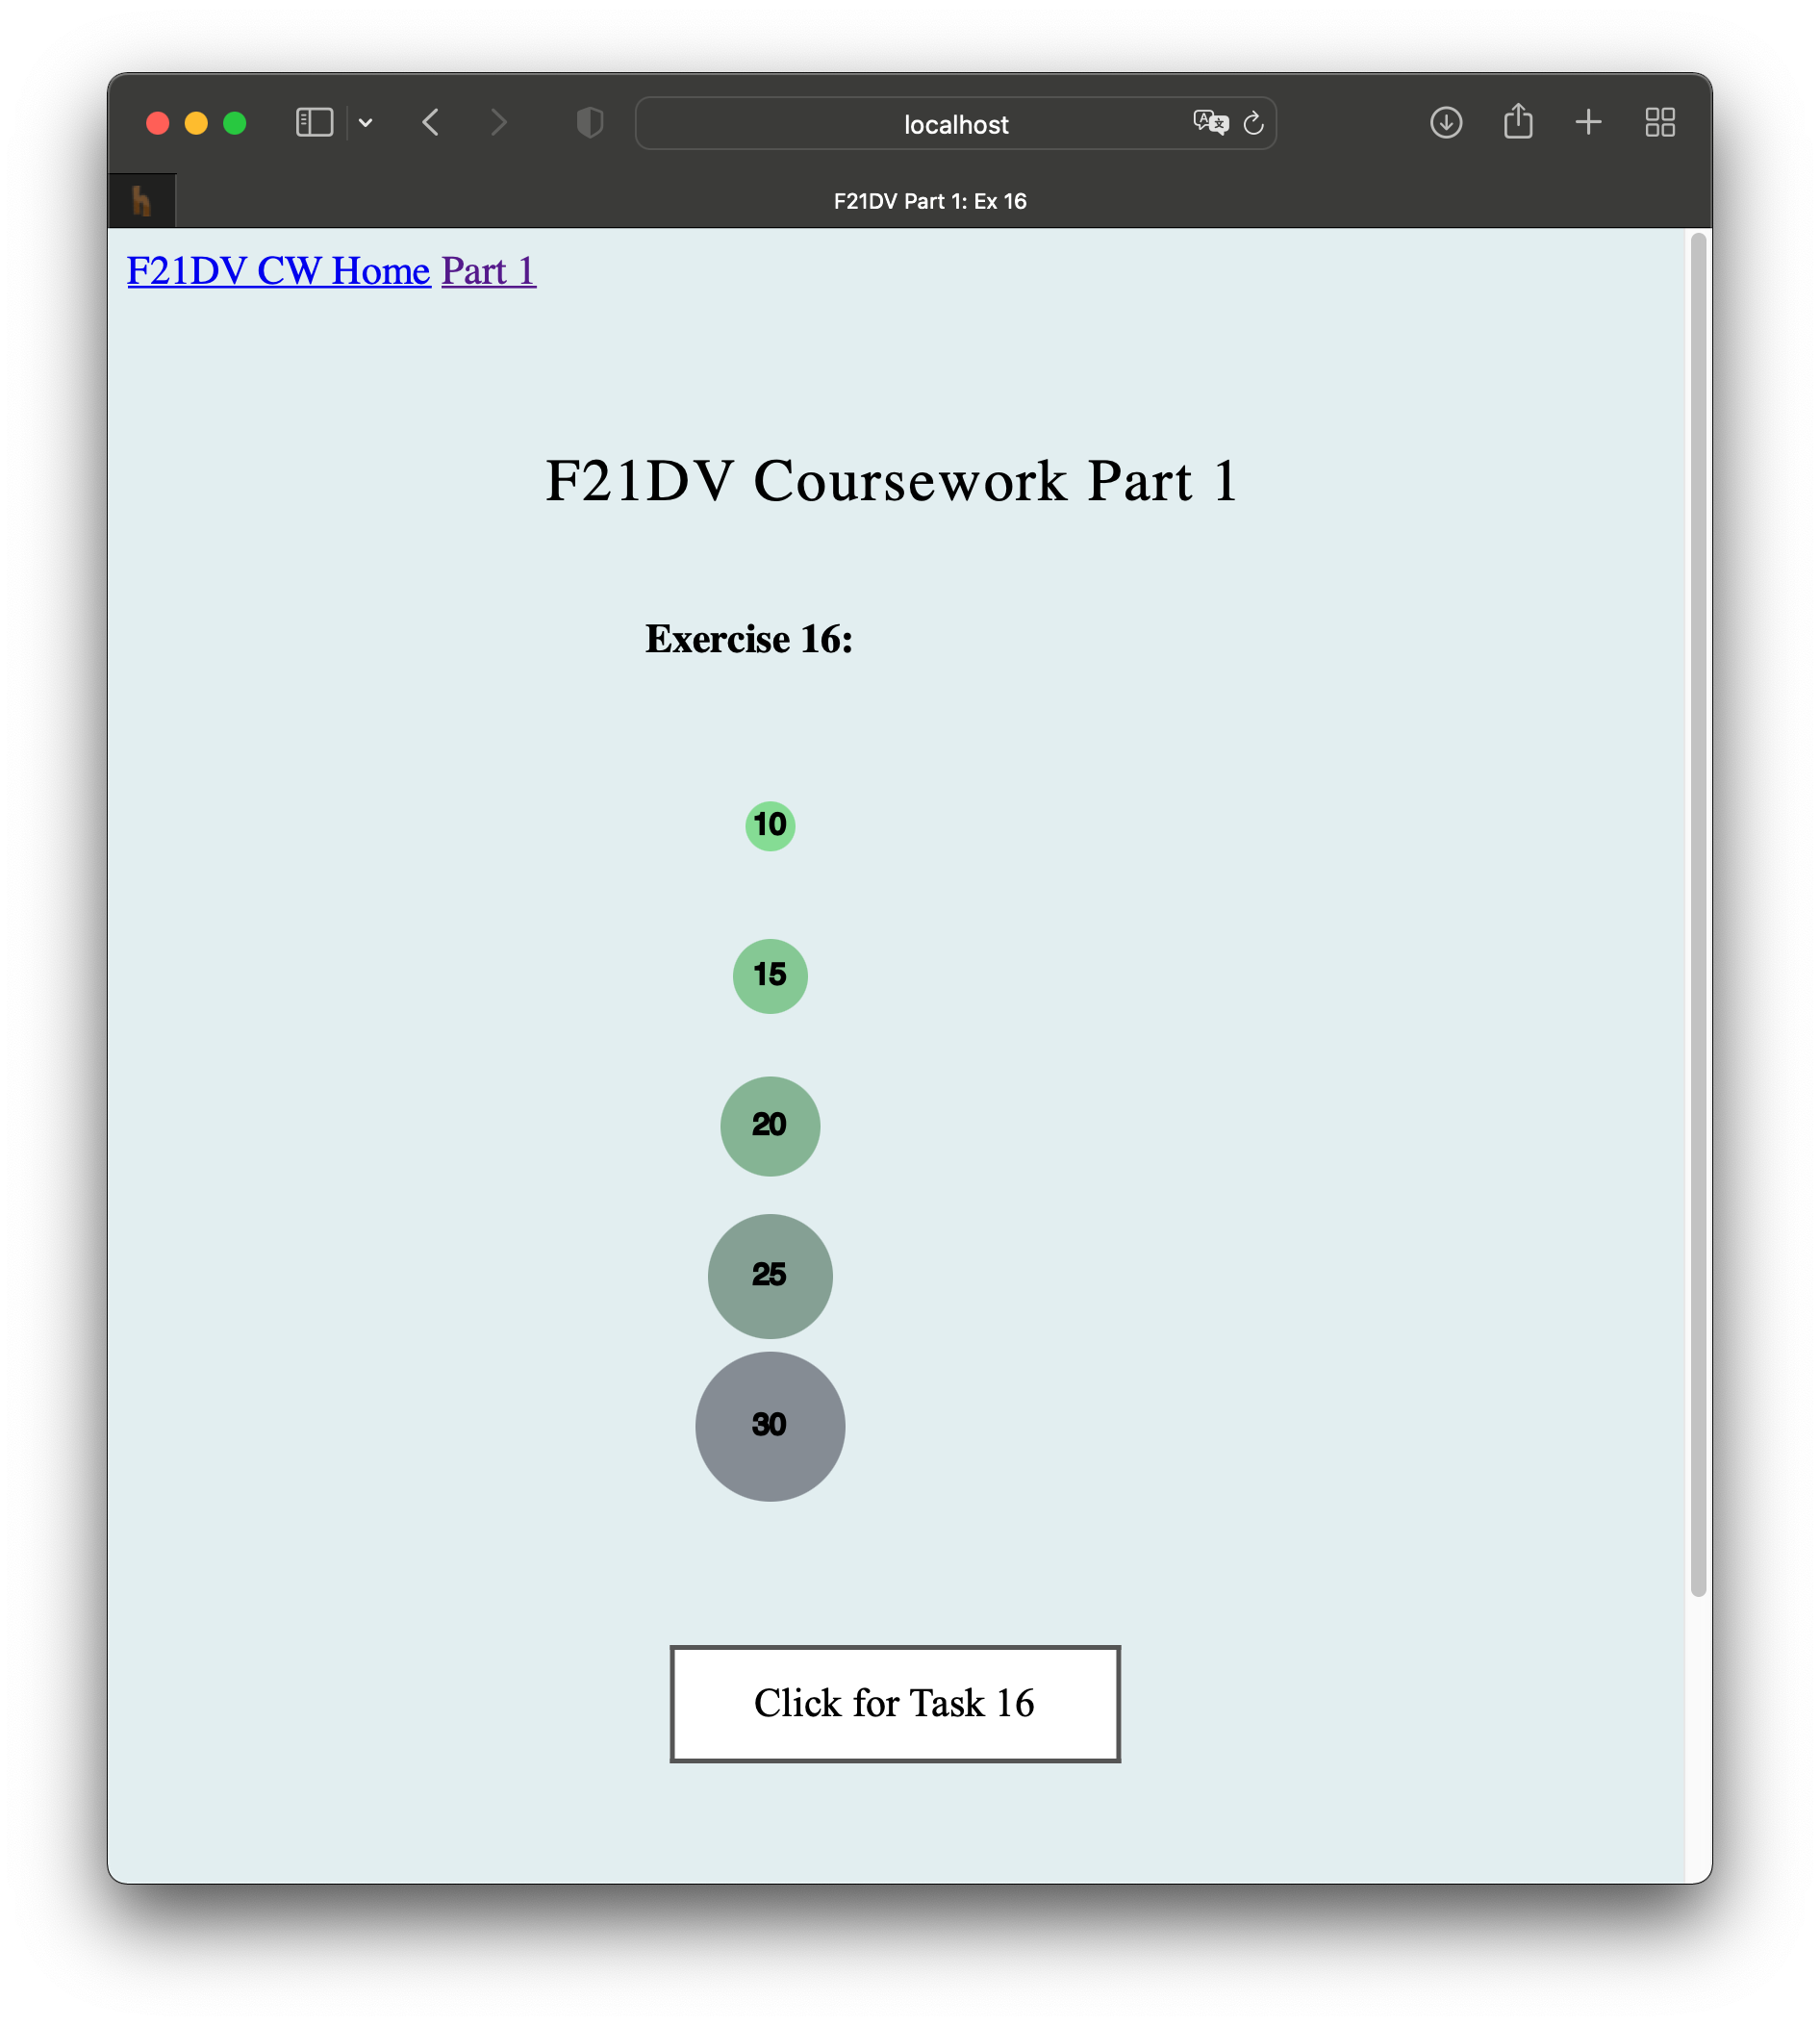 localhost
F21DV Part 1: Ex 16
F21DV CW Home Part 1
F21DV Coursework Part 1
Exercise 16:
10
15
20
25
30
Click for Task 16